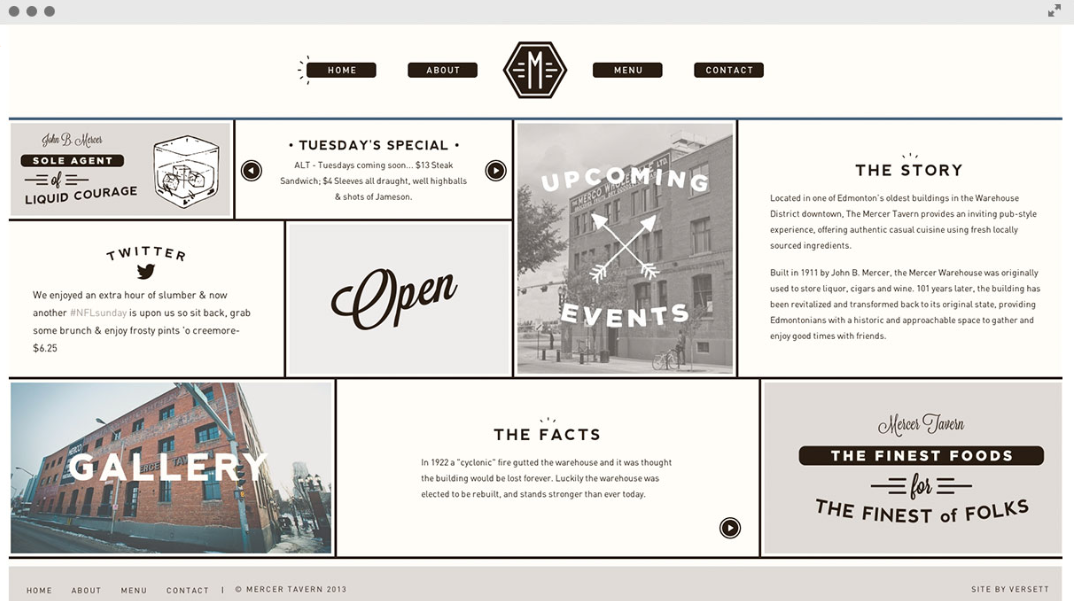 HOME
ABOUT
M
MENU
CONTACT
John B. Mercer
SOLE AGENT
of
LIQUID COURAGE
• TUESDAY'S SPECIAL •
ALT - Tuesdays coming soon... $13 Steak
Sandwich; $4 Sleeves all draught, well highballs
& shots of Jameson.
UPCOMING
EVENTS
THE STORY
Located in one of Edmonton's oldest buildings in the Warehouse
District downtown, The Mercer Tavern provides an inviting pub-style
experience, offering authentic casual cuisine using fresh locally
sourced ingredients.
Built in 1911 by John B. Mercer, the Mercer Warehouse was originally
used to store liquor, cigars and wine. 101 years later, the building has
been revitalized and transformed back to its original state, providing
Edmontonians with a historic and approachable space to gather and
enjoy good times with friends.
TWITTER
We enjoyed an extra hour of slumber & now
another #NFLsunday is upon us so sit back, grab
some brunch & enjoy frosty pints 'o creemore-
$6.25
Open
GALLERY
THE FACTS
In 1922 a "cyclonic" fire gutted the warehouse and it was thought
the building would be lost forever. Luckily the warehouse was
elected to be rebuilt, and stands stronger than ever today.
Mercer Tavern
THE FINEST FOODS
for
THE FINEST of FOLKS
HOME ABOUT MENU CONTACT | © MERCER TAVERN 2013
SITE BY VERSETT